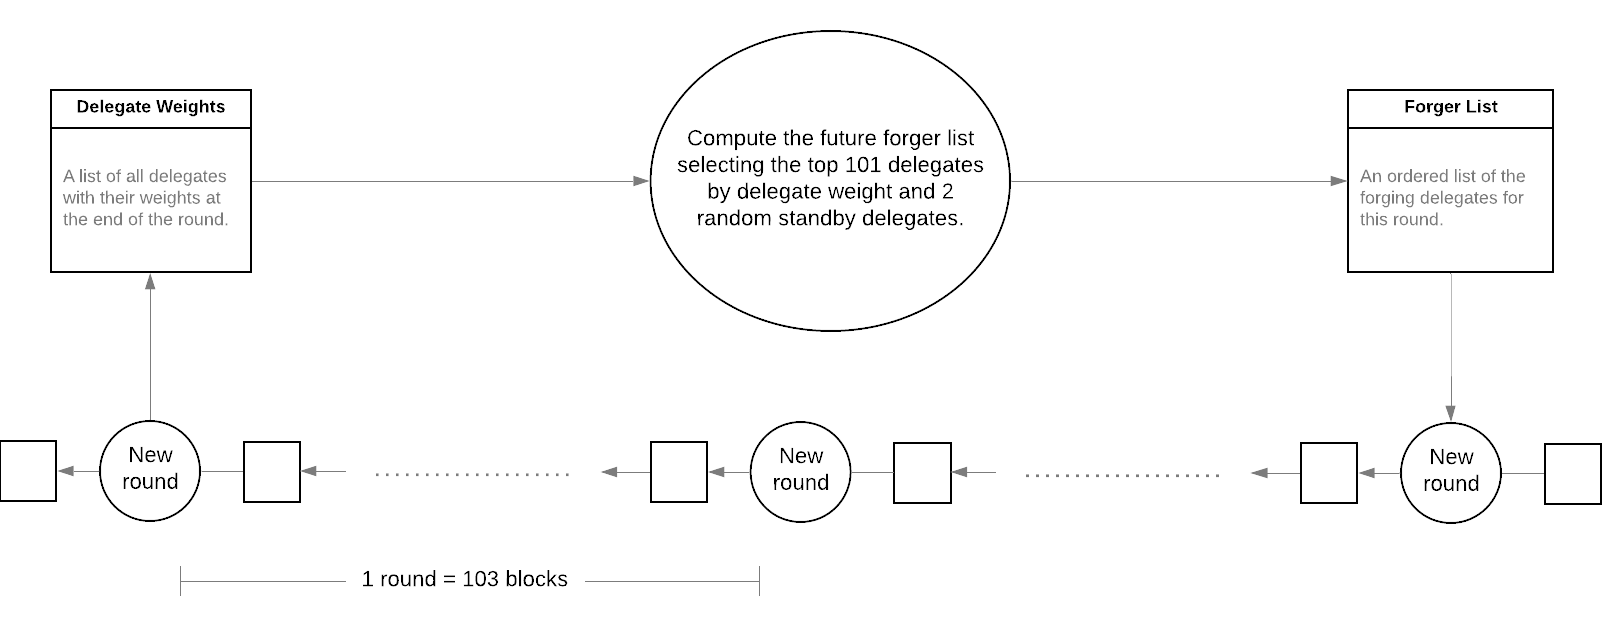 Delegate Weights
A list of all delegates
with their weights at
the end of the round.
Compute the future forger list
selecting the top 101 delegates
by delegate weight and 2
random standby delegates.
Forger List
An ordered list of the
forging delegates for
this round.
New
round
New
round
New
round
1 round = 103 blocks